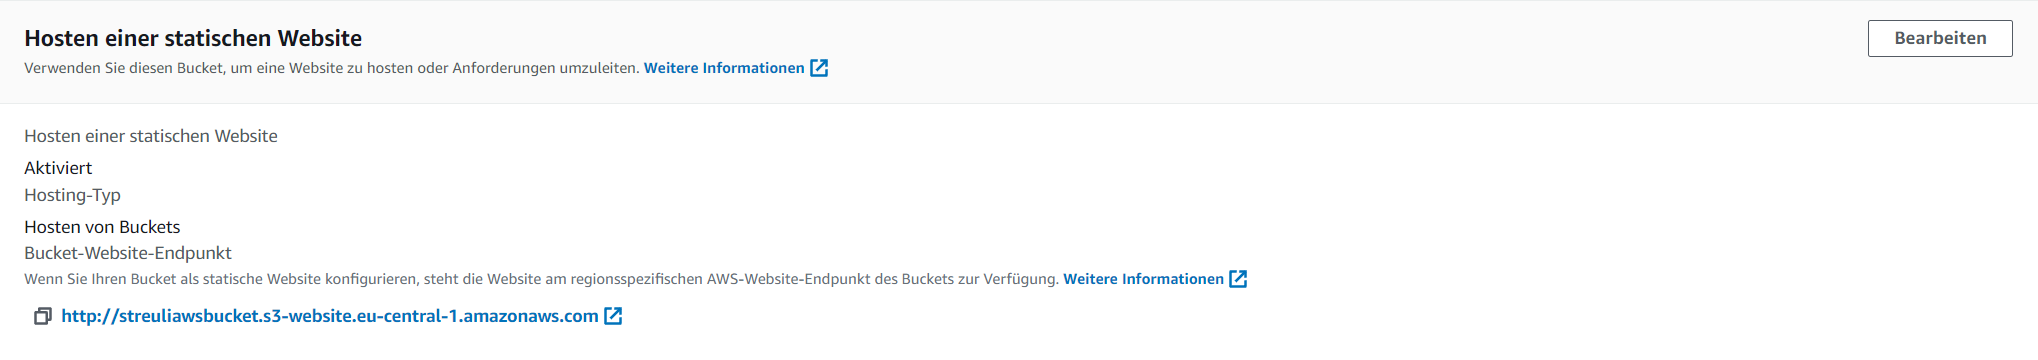 Hosten einer statischen Website
Bearbeiten
Verwenden Sie diesen Bucket, um eine Website zu hosten oder Anforderungen umzuleiten. Weitere Informationen
Hosten einer statischen Website
Aktiviert
Hosting-Typ
Hosten von Buckets
Bucket-Website-Endpunkt
Wenn Sie Ihren Bucket als statische Website konfigurieren, steht die Website am regionsspezifischen AWS-Website-Endpunkt des Buckets zur Verfügung. Weitere Informationen
http://streuliawsbucket.s3-website.eu-central-1.amazonaws.com